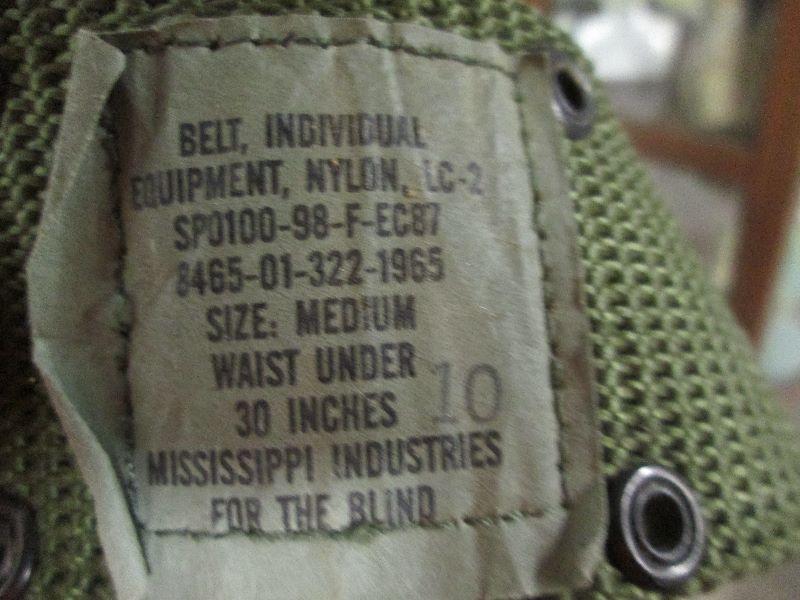 BELT, INDIVIDUAL
EQUIPMENT, NYLON, LC-2
SP0100-98-F-EC87
8465-01-322-1965
SIZE: MEDIUM
WAIST UNDER
30 INCHES 10
MISSISSIPPI INDUSTRIES
FOR THE BLIND